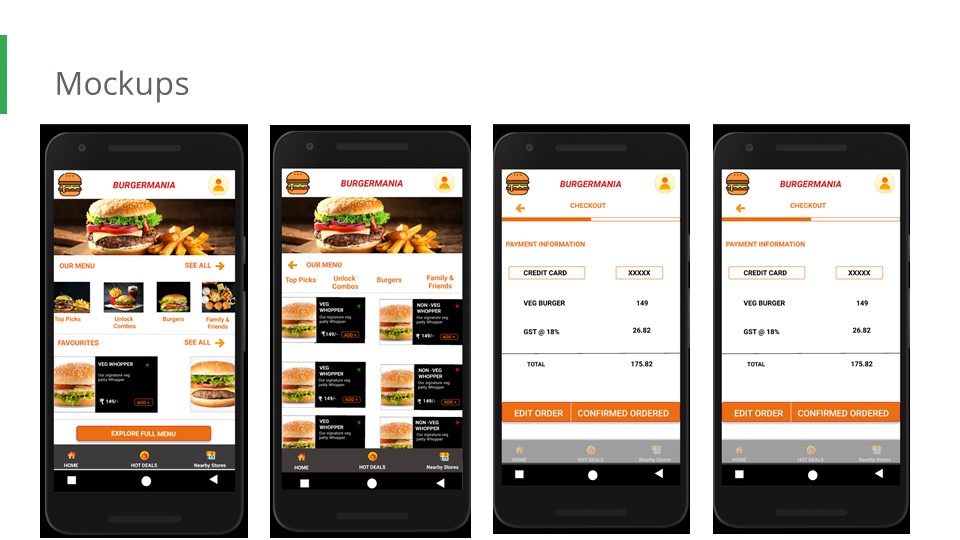 Mockups
BURGERMANIA
OUR MENU SEE ALL
Top Picks Unlock Combos Burgers Family & Friends
FAVOURITES SEE ALL
VEG WHOPPER
Our signature veg
patty Whopper
₹ 149/- ADD +
EXPLORE FULL MENU
HOME HOT DEALS Nearby Stores
BURGERMANIA
OUR MENU
Top Picks Unlock Combos Burgers Family & Friends
VEG
WHOPPER
Our signature veg
patty Whopper
₹ 149/- ADD +
NON -VEG
WHOPPER
Our signature veg
patty Whopper
₹ 149/- ADD +
VEG
WHOPPER
Our signature veg
patty Whopper
₹ 149/- ADD +
NON -VEG
WHOPPER
Our signature veg
patty Whopper
₹ 149/- ADD +
VEG
WHOPPER
Our signature veg
patty Whopper
NON -VEG
WHOPPER
Our signature veg
patty Whopper
HOME HOT DEALS Nearby Stores
BURGERMANIA
CHECKOUT
PAYMENT INFORMATION
CREDIT CARD XXXXX
VEG BURGER 149
GST @ 18% 26.82
TOTAL 175.82
EDIT ORDER CONFIRMED ORDERED
HOME HOT DEALS Nearby Stores
BURGERMANIA
CHECKOUT
PAYMENT INFORMATION
CREDIT CARD XXXXX
VEG BURGER 149
GST @ 18% 26.82
TOTAL 175.82
EDIT ORDER CONFIRMED ORDERED
HOME HOT DEALS Nearby Stores